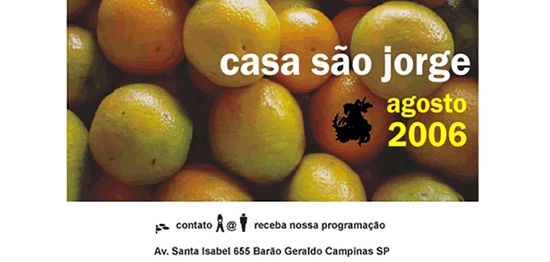 casa são jorge
agosto
2006
contato @ receba nossa programação
Av. Santa Isabel 655 Barão Geraldo Campinas SP